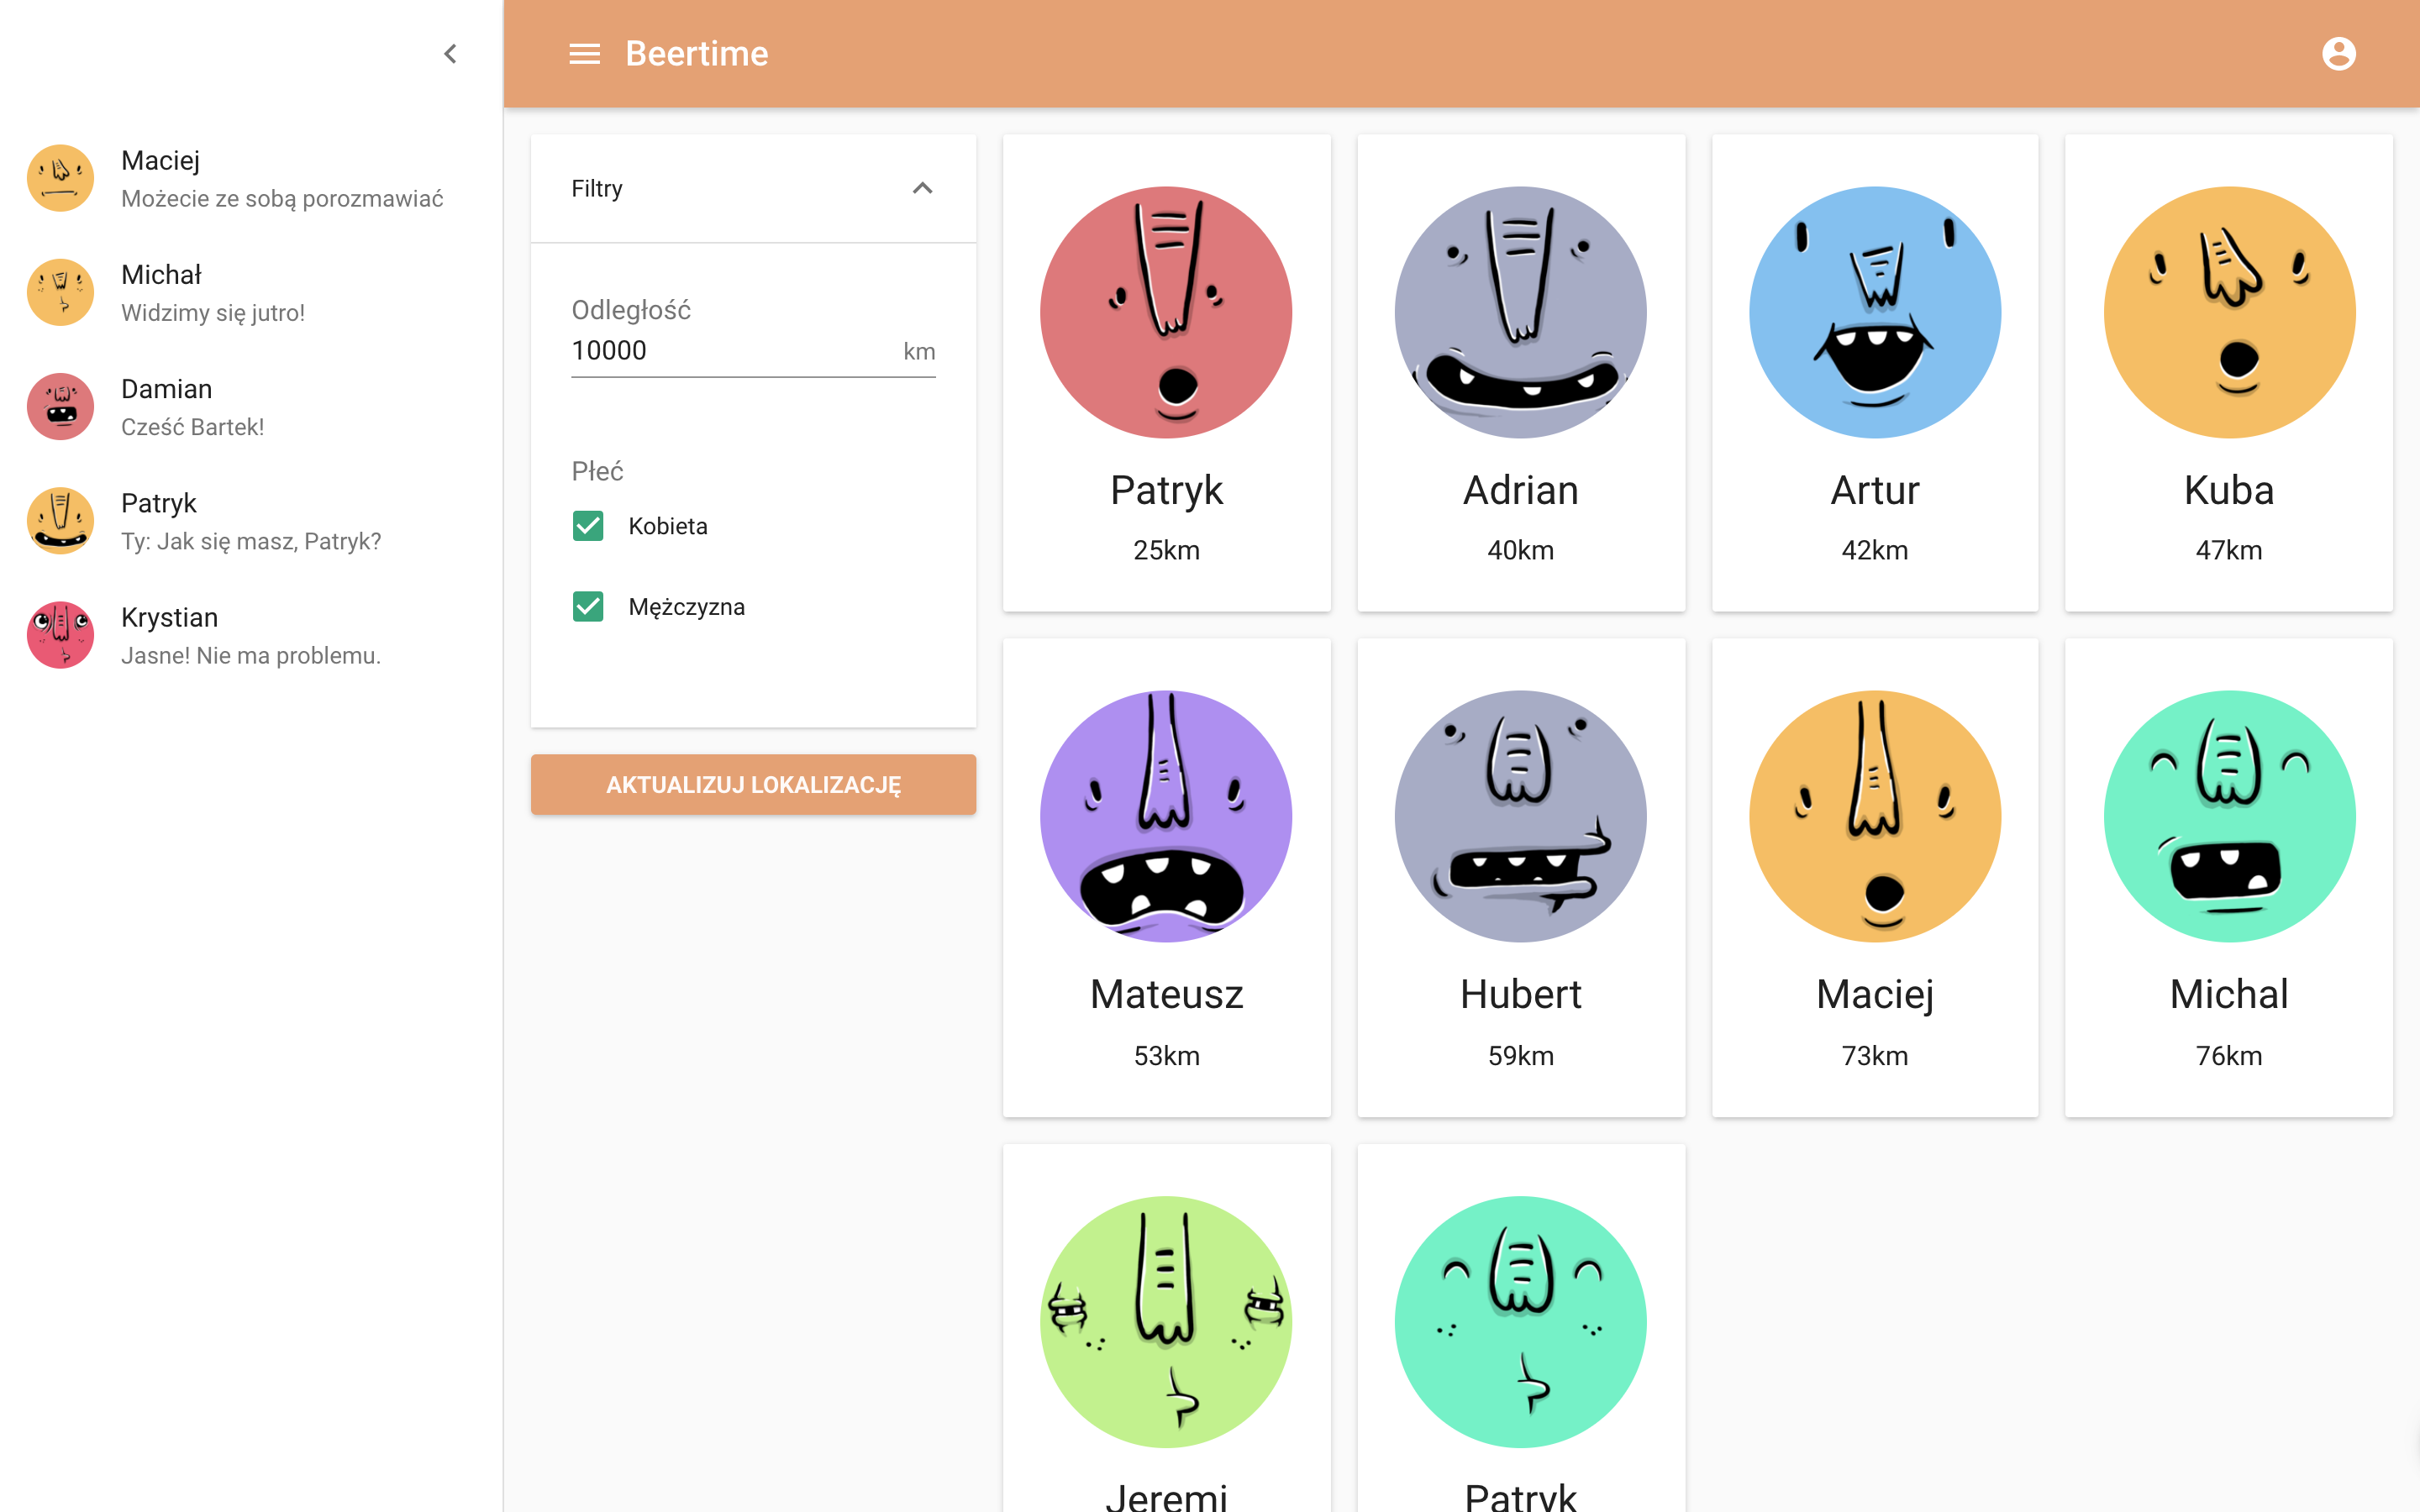 Beertime
Maciej
Możecie ze sobą porozmawiać
Michał
Widzimy się jutro!
Damian
Cześć Bartek!
Patryk
Ty: Jak się masz, Patryk?
Krystian
Jasne! Nie ma problemu.
Filtry
Odległość
10000 km
Płeć
Kobieta
Mężczyzna
AKTUALIZUJ LOKALIZACJĘ
Patryk
25km
Adrian
40km
Artur
42km
Kuba
47km
Mateusz
53km
Hubert
59km
Maciej
73km
Michal
76km
Jeremi
Patryk